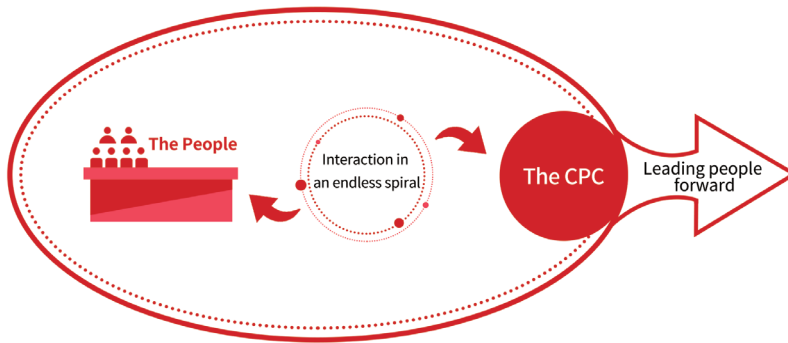 The People
Interaction in
an endless spiral
The CPC
Leading people
forward